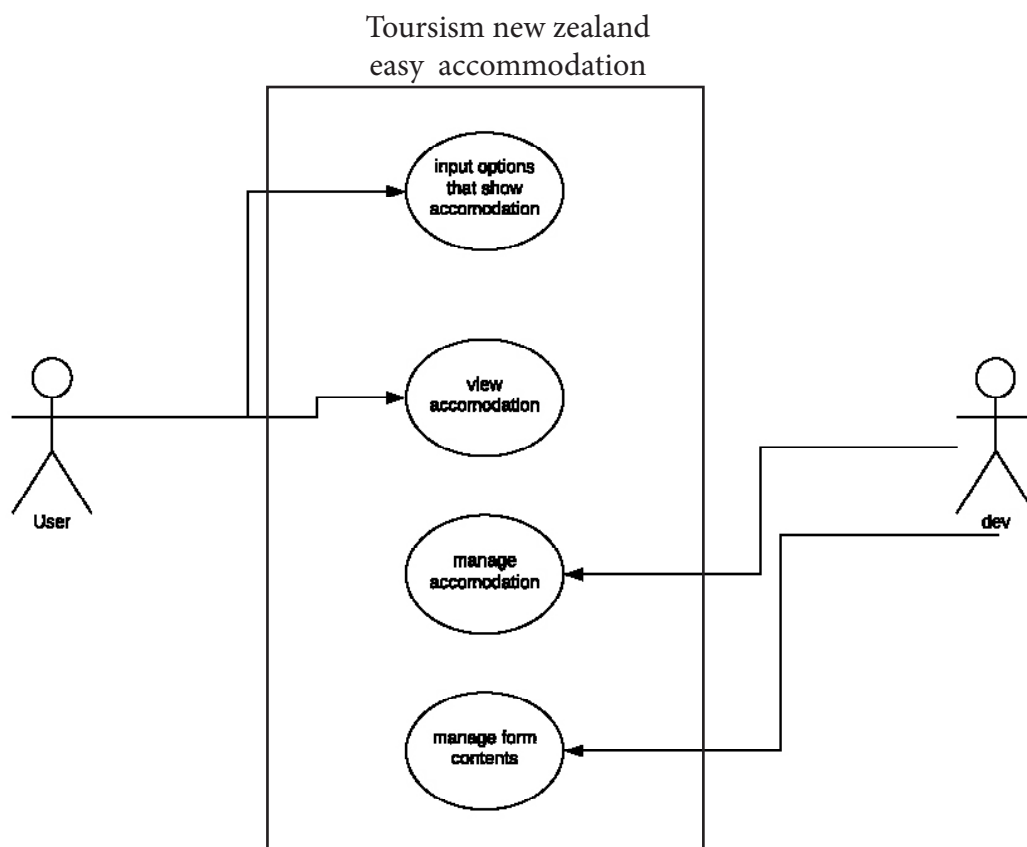 Toursism new zealand
easy accommodation
input options
that show
accomodation
view
accomodation
User
dev
manage
accomodation
manage form
contents